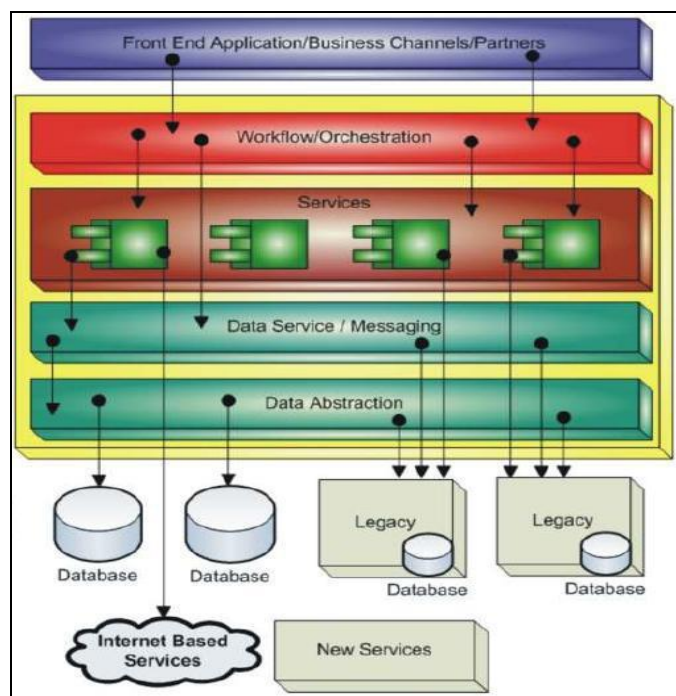 Front End Application/Business Channels/Partners
Workflow/Orchestration
Services
Data Service / Messaging
Data Abstraction
Legacy
Legacy
Database
Database
Database
Database
Internet Based
Services
New Services